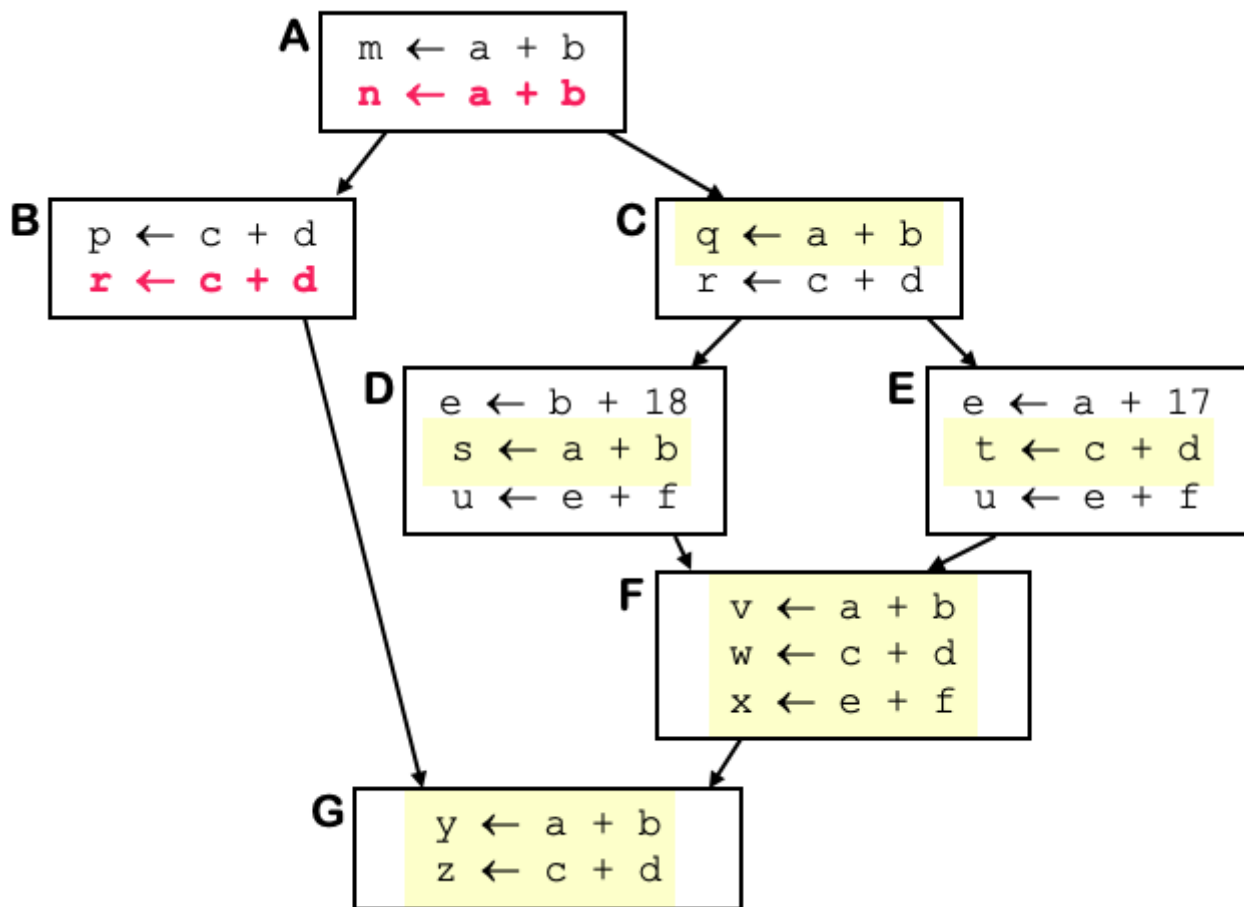 A
m ← a + b
n ← a + b
B
p ← c + d
r ← c + d
C
q ← a + b
r ← c + d
D
e ← b + 18
s ← a + b
u ← e + f
E
e ← a + 17
t ← c + d
u ← e + f
F
v ← a + b
w ← c + d
x ← e + f
G
y ← a + b
z ← c + d